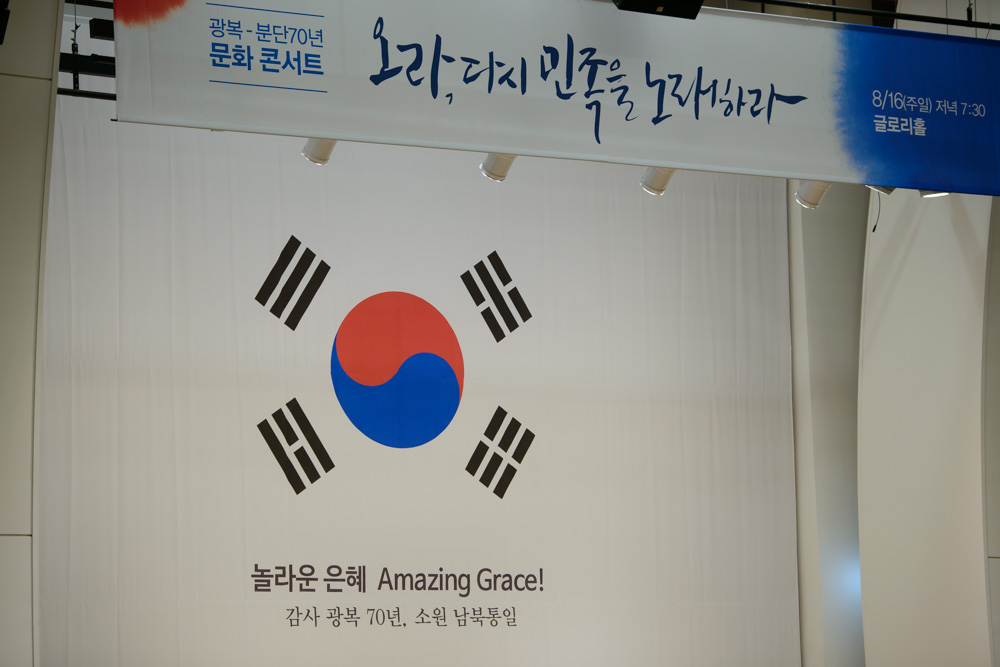 광복-분단70년
문화 콘서트
오라, 다시 민족을 노래하라
8/16(주일) 저녁 7:30
글로리홀
놀라운 은혜 Amazing Grace!
감사 광복 70년, 소원 남북통일